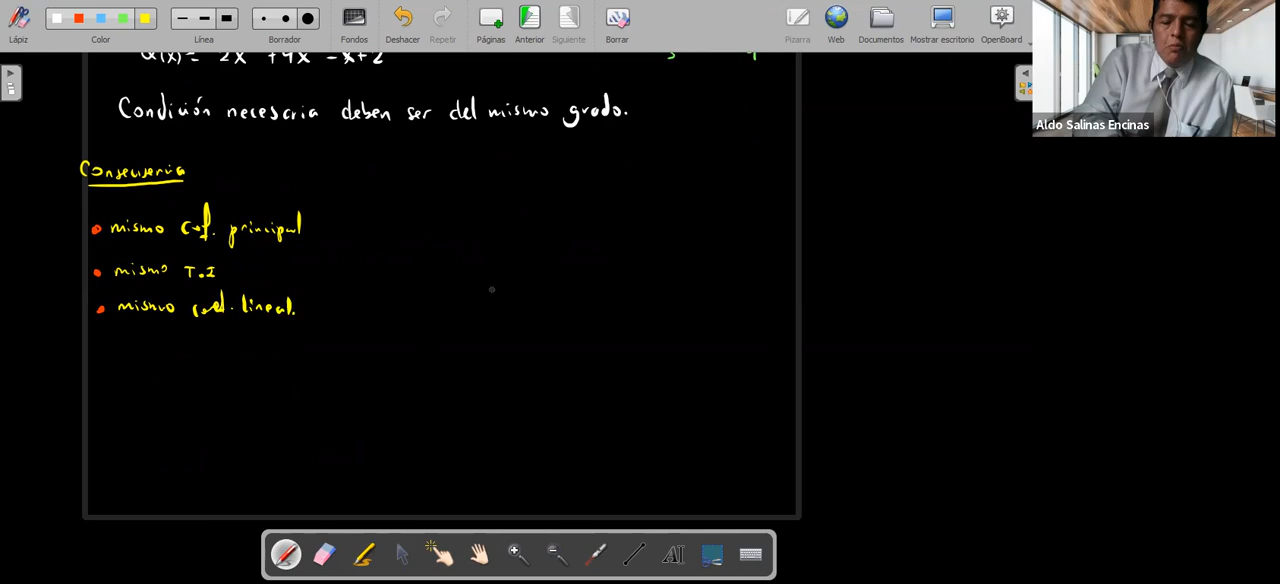 Lápiz
Color
Línea
Borrador
Fondos
Deshacer
Repetir
Páginas
Anterior
Siguiente
Borrar
Pizarra
Web
Documentos
Mostrar escritorio
OpenBoard
Aldo Salinas Encinas
Condición necesaria deben ser del mismo grado.
Consecuencia
• mismo coef. principal
• mismo T.I
• mismo coef. lineal.
AI